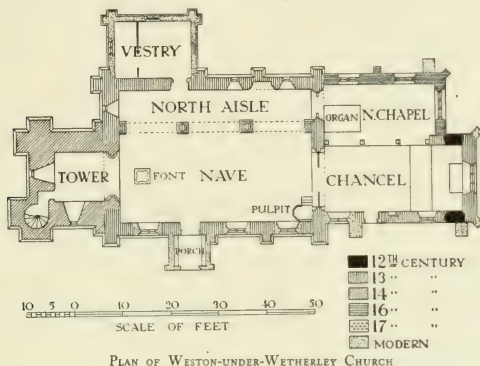 VESTRY
NORTH AISLE
ORGAN N. CHAPEL
TOWER
FONT
NAVE
CHANCEL
PULPIT
PORCH
12TH CENTURY
13 " "
14 " "
16 " "
17 " "
MODERN
10 5 0 10 20 30 40 50
SCALE OF FEET
PLAN OF WESTON-UNDER-WETHERLEY CHURCH